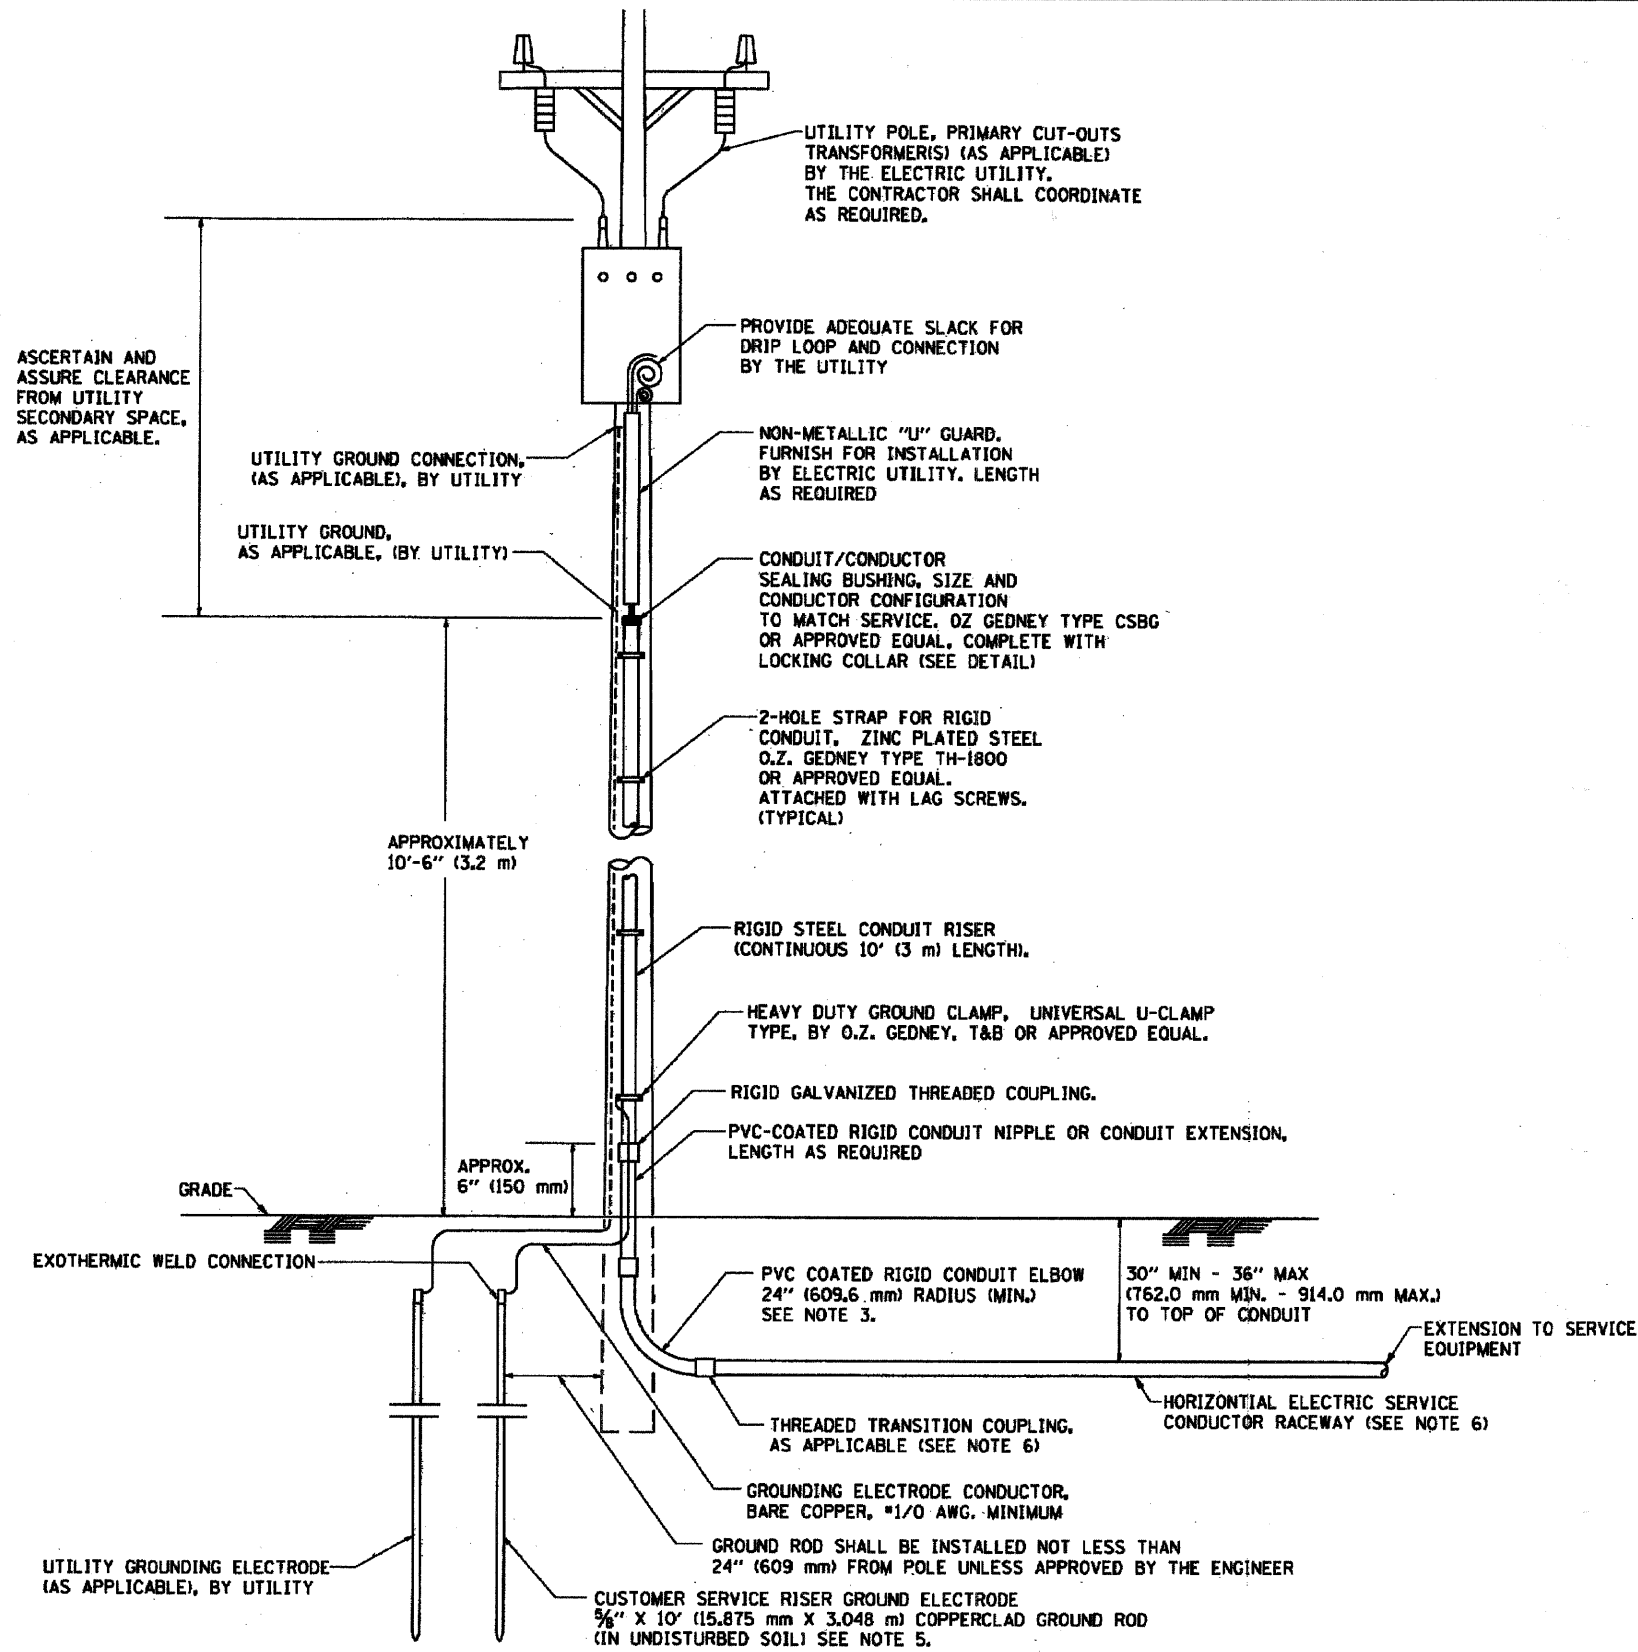 UTILITY POLE, PRIMARY CUT-OUTS
TRANSFORMER(S) (AS APPLICABLE)
BY THE ELECTRIC UTILITY.
THE CONTRACTOR SHALL COORDINATE
AS REQUIRED.
PROVIDE ADEQUATE SLACK FOR
DRIP LOOP AND CONNECTION
BY THE UTILITY
ASCERTAIN AND
ASSURE CLEARANCE
FROM UTILITY
SECONDARY SPACE,
AS APPLICABLE.
UTILITY GROUND CONNECTION,
(AS APPLICABLE), BY UTILITY
NON-METALLIC "U" GUARD.
FURNISH FOR INSTALLATION
BY ELECTRIC UTILITY. LENGTH
AS REQUIRED
UTILITY GROUND,
AS APPLICABLE, (BY UTILITY)
CONDUIT/CONDUCTOR
SEALING BUSHING, SIZE AND
CONDUCTOR CONFIGURATION
TO MATCH SERVICE. OZ GEDNEY TYPE CSBG
OR APPROVED EQUAL, COMPLETE WITH
LOCKING COLLAR (SEE DETAIL)
2-HOLE STRAP FOR RIGID
CONDUIT, ZINC PLATED STEEL
O.Z. GEDNEY TYPE TH-1800
OR APPROVED EQUAL.
ATTACHED WITH LAG SCREWS.
(TYPICAL)
APPROXIMATELY
10'-6" (3.2 m)
RIGID STEEL CONDUIT RISER
(CONTINUOUS 10' (3 m) LENGTH).
HEAVY DUTY GROUND CLAMP, UNIVERSAL U-CLAMP
TYPE, BY O.Z. GEDNEY, T&B OR APPROVED EQUAL.
RIGID GALVANIZED THREADED COUPLING.
PVC-COATED RIGID CONDUIT NIPPLE OR CONDUIT EXTENSION,
LENGTH AS REQUIRED
APPROX.
6" (150 mm)
GRADE
EXOTHERMIC WELD CONNECTION
PVC COATED RIGID CONDUIT ELBOW
24" (609.6 mm) RADIUS (MIN.)
SEE NOTE 3.
30" MIN - 36" MAX
(762.0 mm MIN. - 914.0 mm MAX.)
TO TOP OF CONDUIT
EXTENSION TO SERVICE
EQUIPMENT
HORIZONTIAL ELECTRIC SERVICE
CONDUCTOR RACEWAY (SEE NOTE 6)
THREADED TRANSITION COUPLING,
AS APPLICABLE (SEE NOTE 6)
GROUNDING ELECTRODE CONDUCTOR,
BARE COPPER, #1/0 AWG. MINIMUM
GROUND ROD SHALL BE INSTALLED NOT LESS THAN
24" (609 mm) FROM POLE UNLESS APPROVED BY THE ENGINEER
UTILITY GROUNDING ELECTRODE
(AS APPLICABLE), BY UTILITY
CUSTOMER SERVICE RISER GROUND ELECTRODE
5/8" X 10' (15.875 mm X 3.048 m) COPPERCLAD GROUND ROD
(IN UNDISTURBED SOIL) SEE NOTE 5.